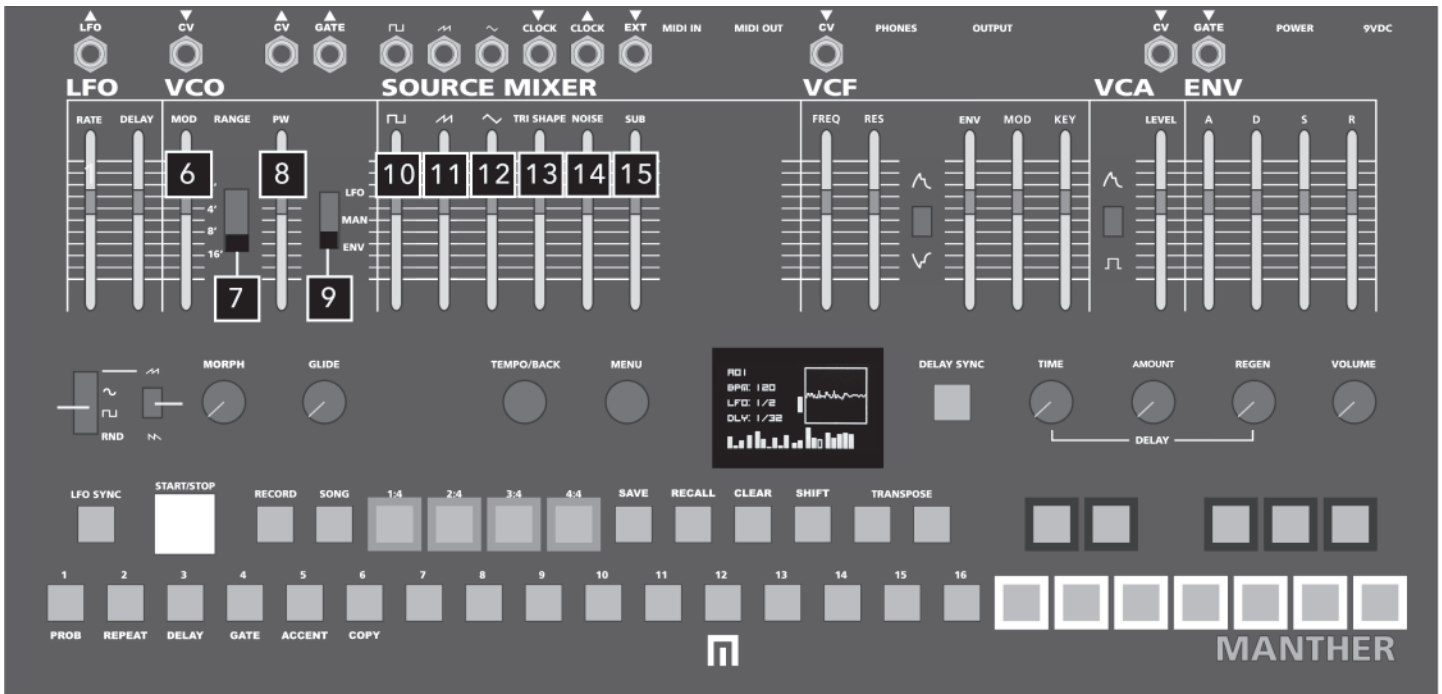 LFO CV CV GATE CLOCK CLOCK EXT MIDI IN MIDI OUT CV PHONES OUTPUT CV GATE POWER 9VDC
LFO VCO SOURCE MIXER VCF VCA ENV
RATE DELAY MOD RANGE PW TRI SHAPE NOISE SUB FREQ RES ENV MOD KEY LEVEL A D S R
1 6 8 10 11 12 13 14 15
LFO
4'
MAN
8'
ENV
16'
7 9
MORPH GLIDE TEMPO/BACK MENU DELAY SYNC TIME AMOUNT REGEN VOLUME
A01
BPM: 120
LFO: 1/2
DLY: 1/32
RND
DELAY
LFO SYNC START/STOP RECORD SONG 1:4 2:4 3:4 4:4 SAVE RECALL CLEAR SHIFT TRANSPOSE
1 2 3 4 5 6 7 8 9 10 11 12 13 14 15 16
PROB REPEAT DELAY GATE ACCENT COPY
MANTHER